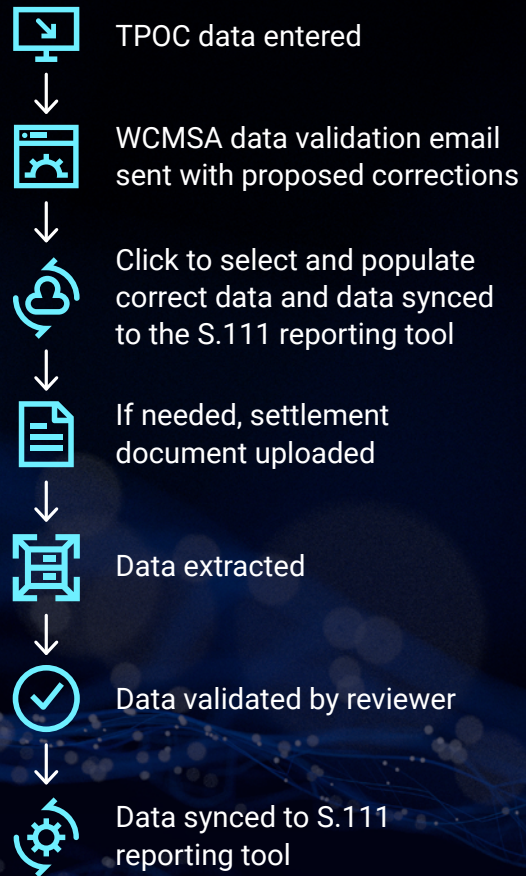 TPOC data entered
WCMSA data validation email
sent with proposed corrections
Click to select and populate
correct data and data synced
to the S.111 reporting tool
If needed, settlement
document uploaded
Data extracted
Data validated by reviewer
Data synced to S.111
reporting tool